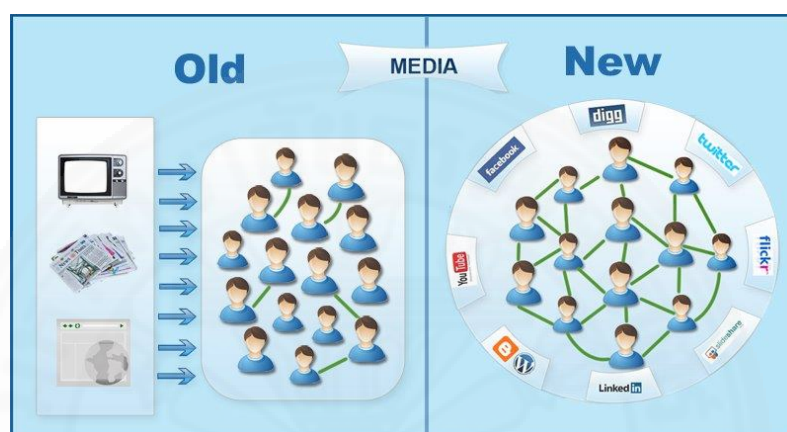 Old
MEDIA
New
digg
facebook
twitter
YouTube
flickr
slideshare
Linked in